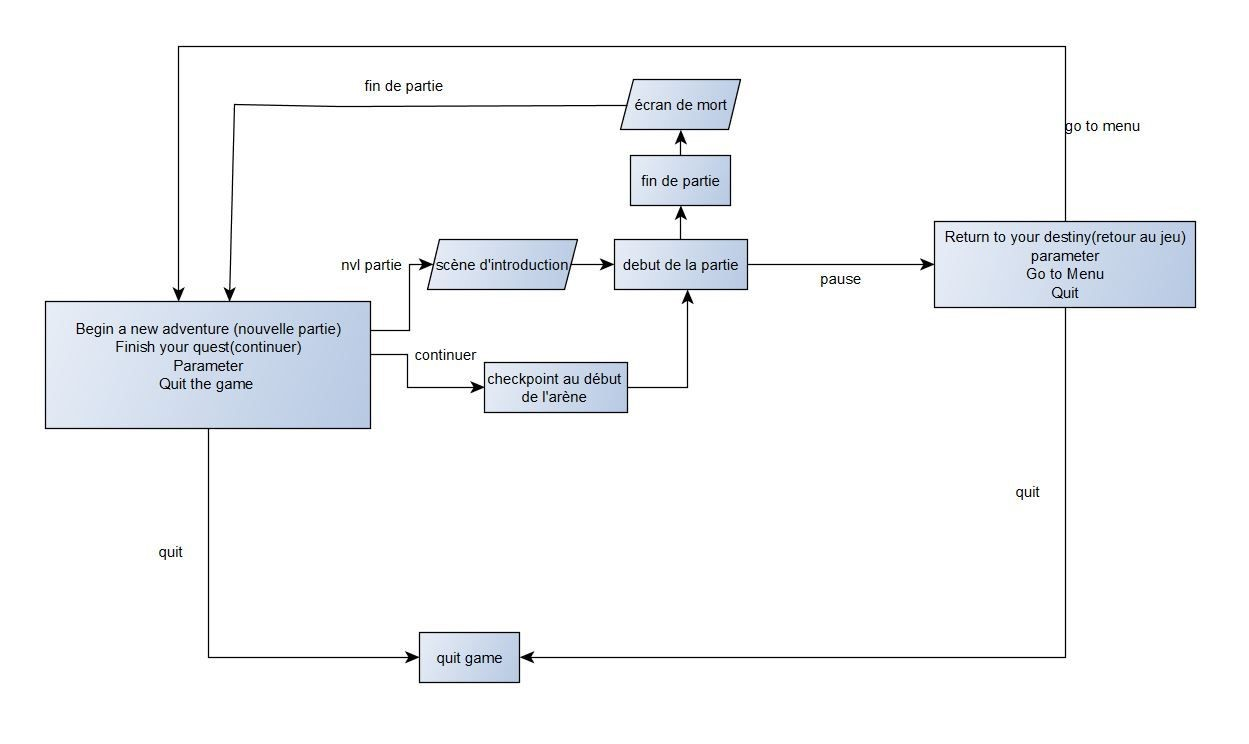 fin de partie
écran de mort
go to menu
fin de partie
nvl partie
scène d'introduction
debut de la partie
pause
Return to your destiny(retour au jeu)
parameter
Go to Menu
Quit
Begin a new adventure (nouvelle partie)
Finish your quest(continuer)
Parameter
Quit the game
continuer
checkpoint au début
de l'arène
quit
quit
quit game